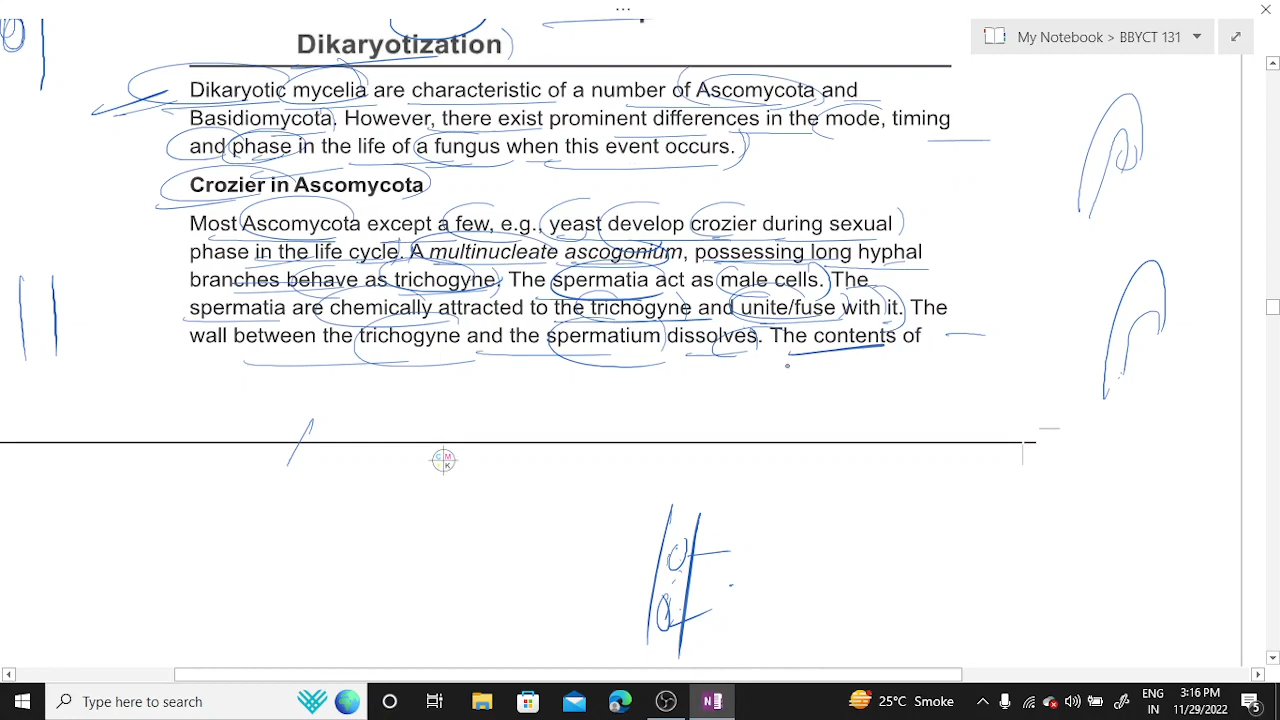 ...
My Notebook > BBYCT 131
Dikaryotization
Dikaryotic mycelia are characteristic of a number of Ascomycota and
Basidiomycota. However, there exist prominent differences in the mode, timing
and phase in the life of a fungus when this event occurs.
Crozier in Ascomycota
Most Ascomycota except a few, e.g., yeast develop crozier during sexual
phase in the life cycle. A multinucleate ascogonium, possessing long hyphal
branches behave as trichogyne. The spermatia act as male cells. The
spermatia are chemically attracted to the trichogyne and unite/fuse with it. The
wall between the trichogyne and the spermatium dissolves. The contents of
C M
K
Type here to search
25°C Smoke
ENG
IN
3:16 PM
11/29/2022
5